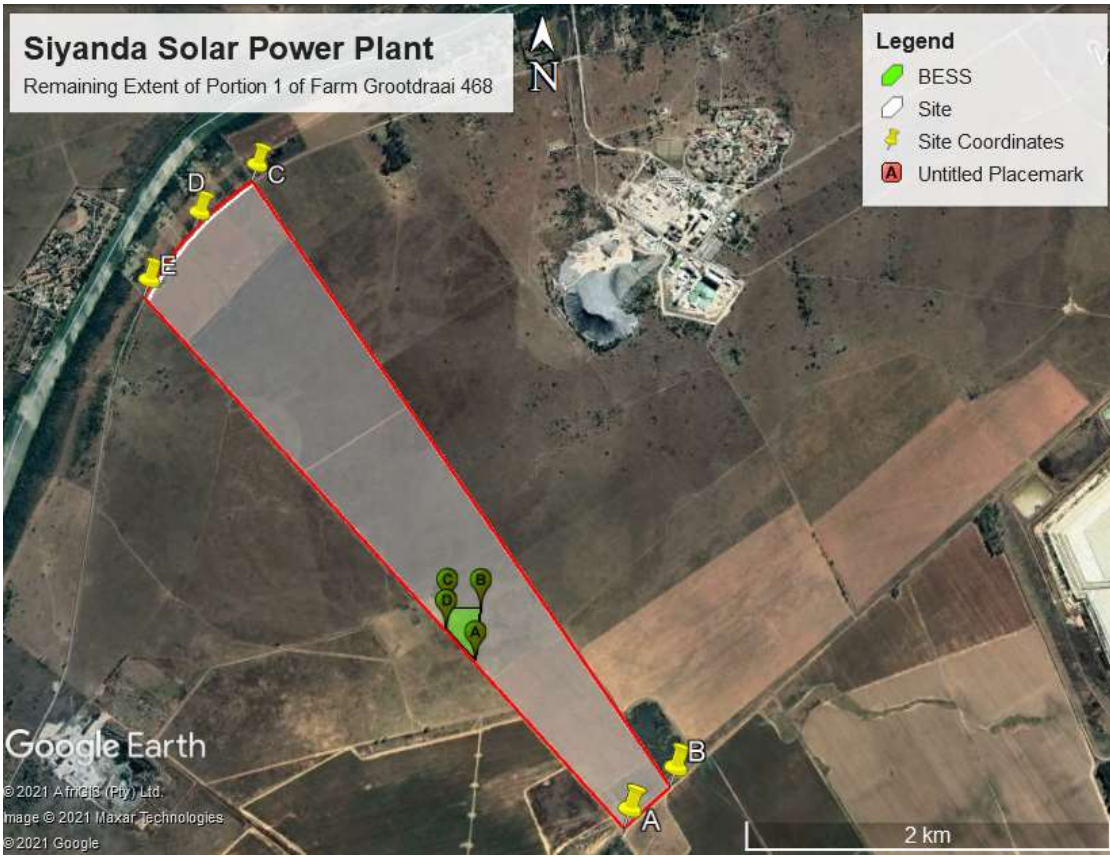 Siyanda Solar Power Plant
Remaining Extent of Portion 1 of Farm Grootdraai 468
N
Legend
BESS
Site
Site Coordinates
A Untitled Placemark
C
D
E
C
B
D
A
B
A
Google Earth
© 2021 AfriGIS (Pty) Ltd.
Image © 2021 Maxar Technologies
© 2021 Google
2 km